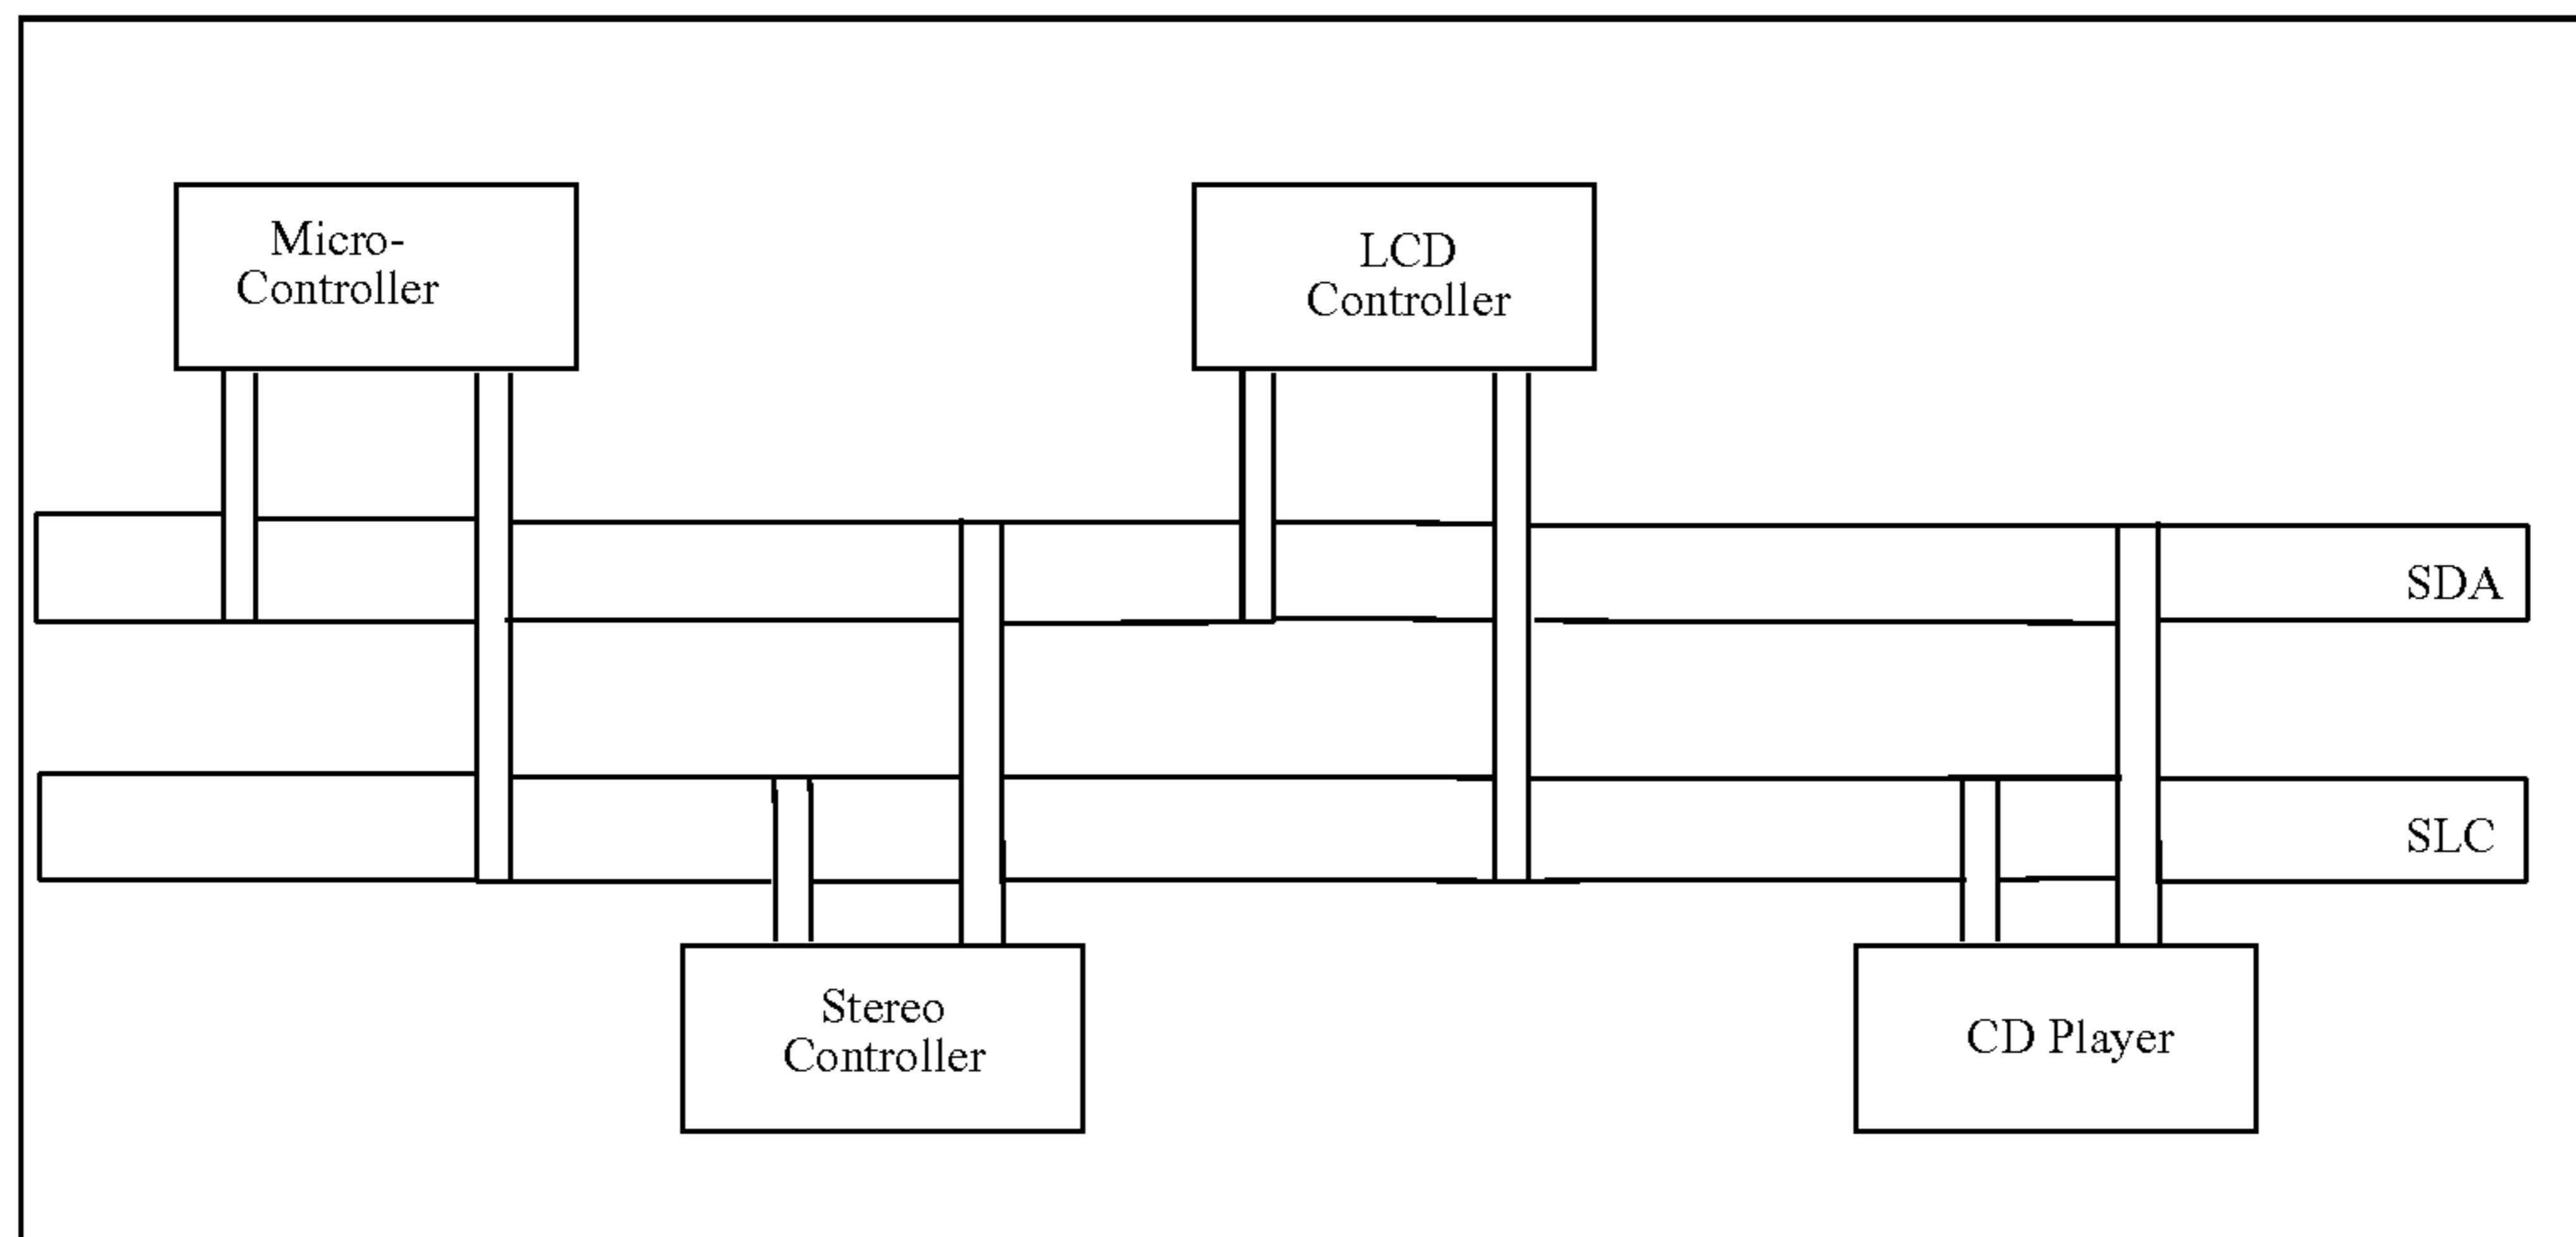 Micro-
Controller
LCD
Controller
SDA
SLC
Stereo
Controller
CD Player